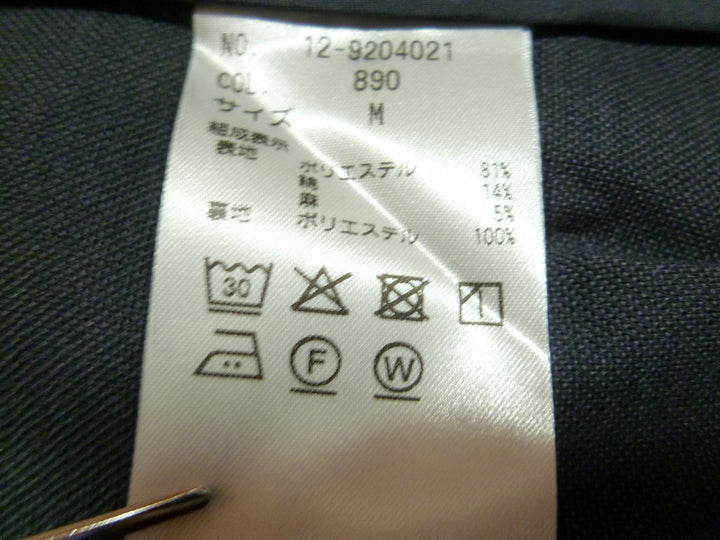 NO. 12-9204021
COL. 890
サイズ M
組成表示
表地 ポリエステル 81%
綿 14%
麻 5%
裏地 ポリエステル 100%
30
F W